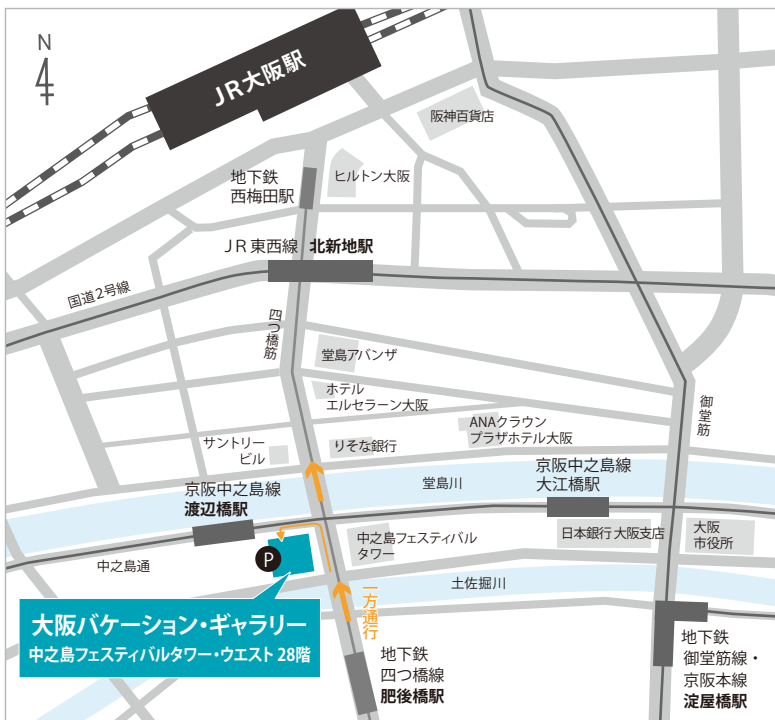 N
JR大阪駅
阪神百貨店
地下鉄
西梅田駅
ヒルトン大阪
JR東西線 北新地駅
国道2号線
四つ橋筋
堂島アバンザ
ホテル
エルセラーン大阪
御堂筋
ANAクラウン
プラザホテル大阪
サントリー
ビル
りそな銀行
京阪中之島線
渡辺橋駅
堂島川
京阪中之島線
大江橋駅
中之島フェスティバル
タワー
日本銀行大阪支店
大阪
市役所
P
中之島通
土佐堀川
一方通行
大阪バケーション・ギャラリー
中之島フェスティバルタワー・ウエスト 28階
地下鉄
四つ橋線
肥後橋駅
地下鉄
御堂筋線・
京阪本線
淀屋橋駅